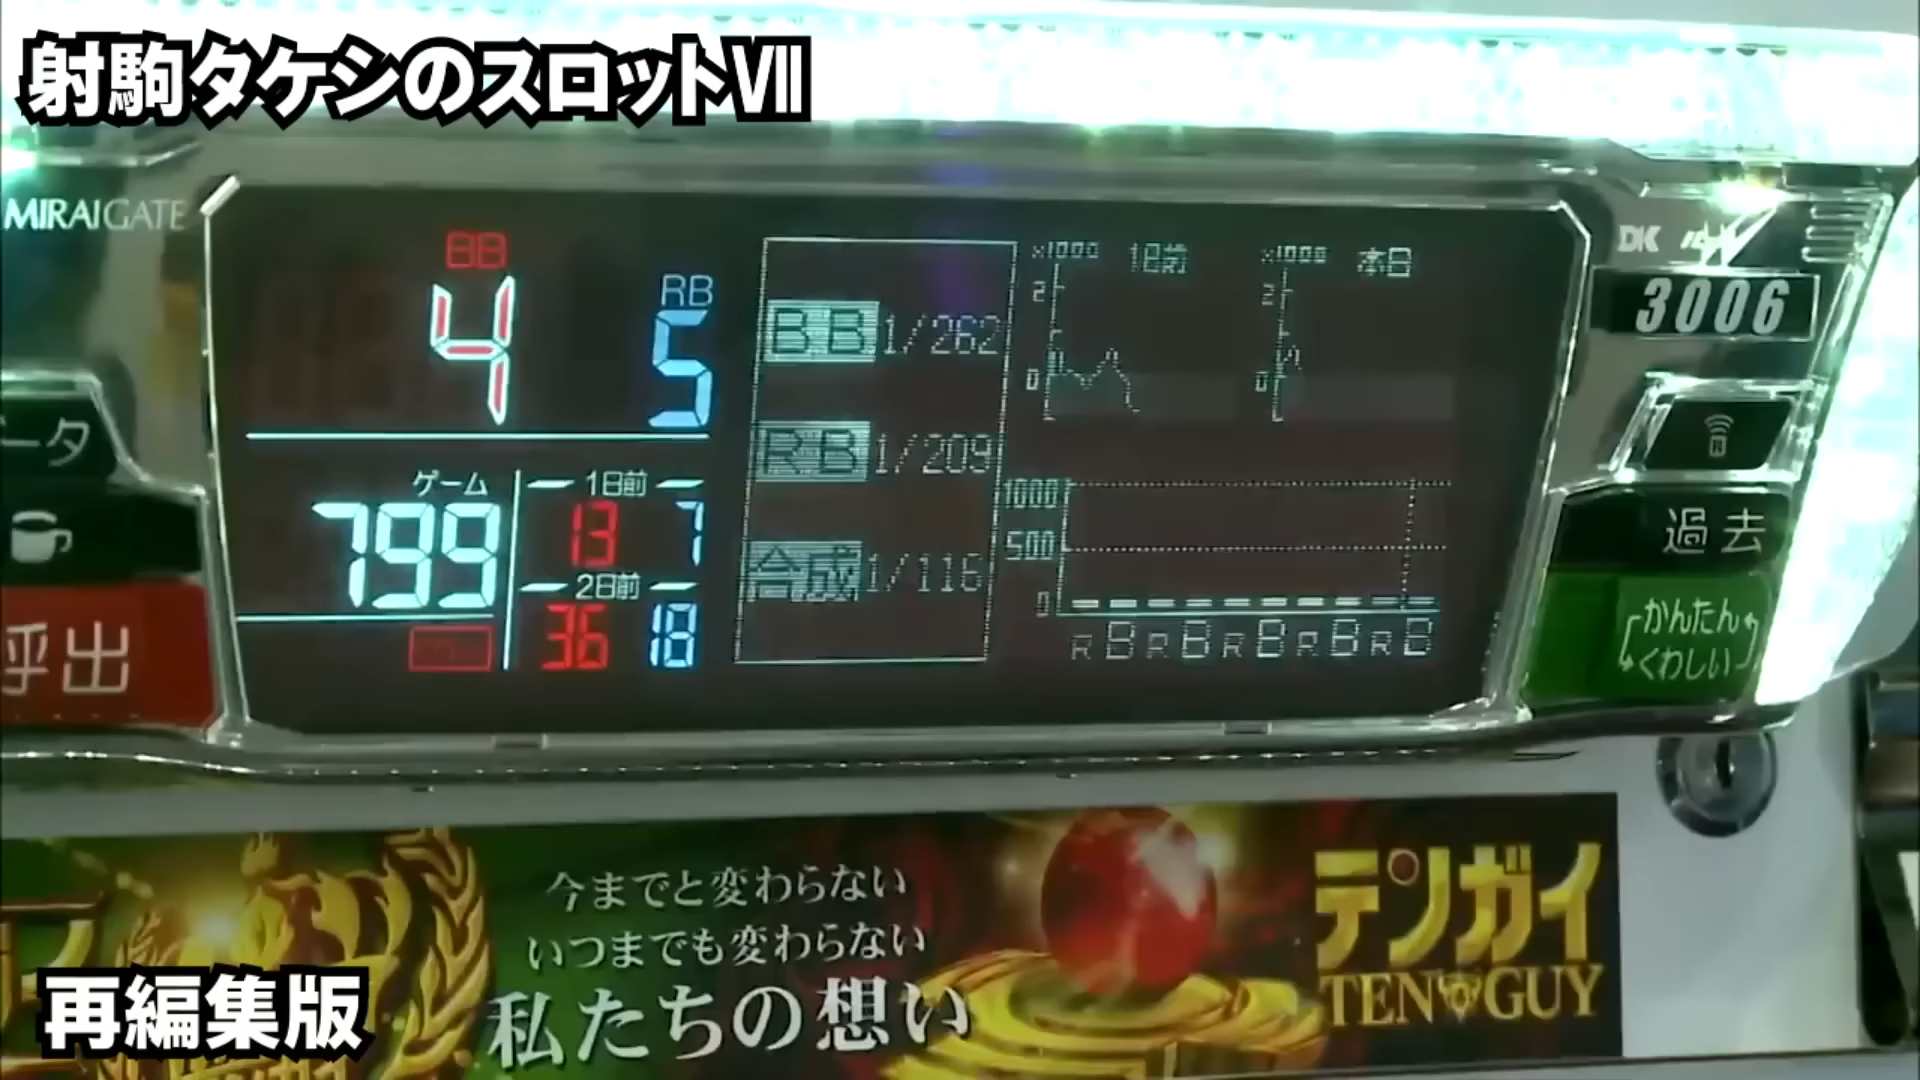 射駒タケシのスロットⅦ
MIRAIGATE
BB
4
RB
5
ゲーム
799
1日前
13 7
2日前
36 18
BB 1/262
RB 1/209
合成 1/116
×1000 1日前
2
0
×1000 本日
2
0
1000
500
0
R B R B R B R B R B
DK
3006
ータ
呼出
過去
かんたん
くわしい
今までと変わらない
いつまでも変わらない
私たちの想い
テンガイ
TEN GUY
再編集版